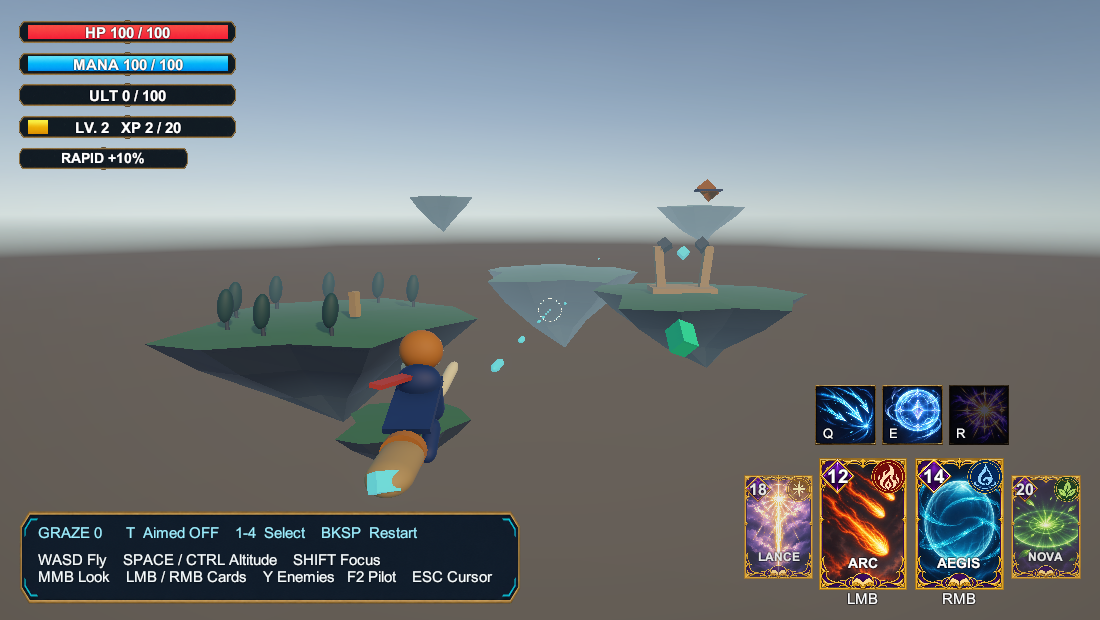 HP 100 / 100
MANA 100 / 100
ULT 0 / 100
LV. 2 XP 2 / 20
RAPID +10%
Q E R
18 12 14 20
LANCE ARC AEGIS NOVA
LMB RMB
GRAZE 0 T Aimed OFF 1-4 Select BKSP Restart
WASD Fly SPACE / CTRL Altitude SHIFT Focus
MMB Look LMB / RMB Cards Y Enemies F2 Pilot ESC Cursor